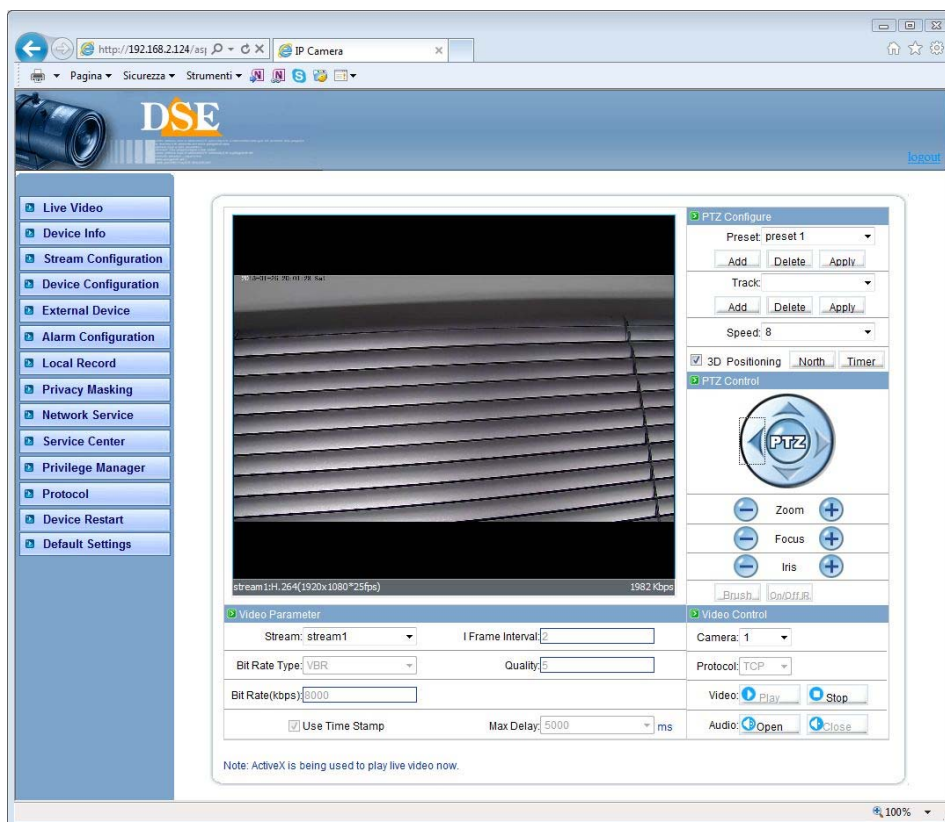 http://192.168.2.124/asp
IP Camera
Pagina Sicurezza Strumenti
DSE
logout
Live Video
Device Info
Stream Configuration
Device Configuration
External Device
Alarm Configuration
Local Record
Privacy Masking
Network Service
Service Center
Privilege Manager
Protocol
Device Restart
Default Settings
stream1:H.264(1920x1080*25fps) 1982 Kbps
PTZ Configure
Preset: preset 1
Add Delete Apply
Track:
Add Delete Apply
Speed: 8
3D Positioning North Timer
PTZ Control
PTZ
Zoom
Focus
Iris
Brush On/Off IR
Video Parameter
Stream: stream1 I Frame Interval: 2
Bit Rate Type: VBR Quality: 5
Bit Rate(kbps): 8000
Use Time Stamp Max Delay: 5000 ms
Video Control
Camera: 1
Protocol: TCP
Video: Play Stop
Audio: Open Close
Note: ActiveX is being used to play live video now.
100%